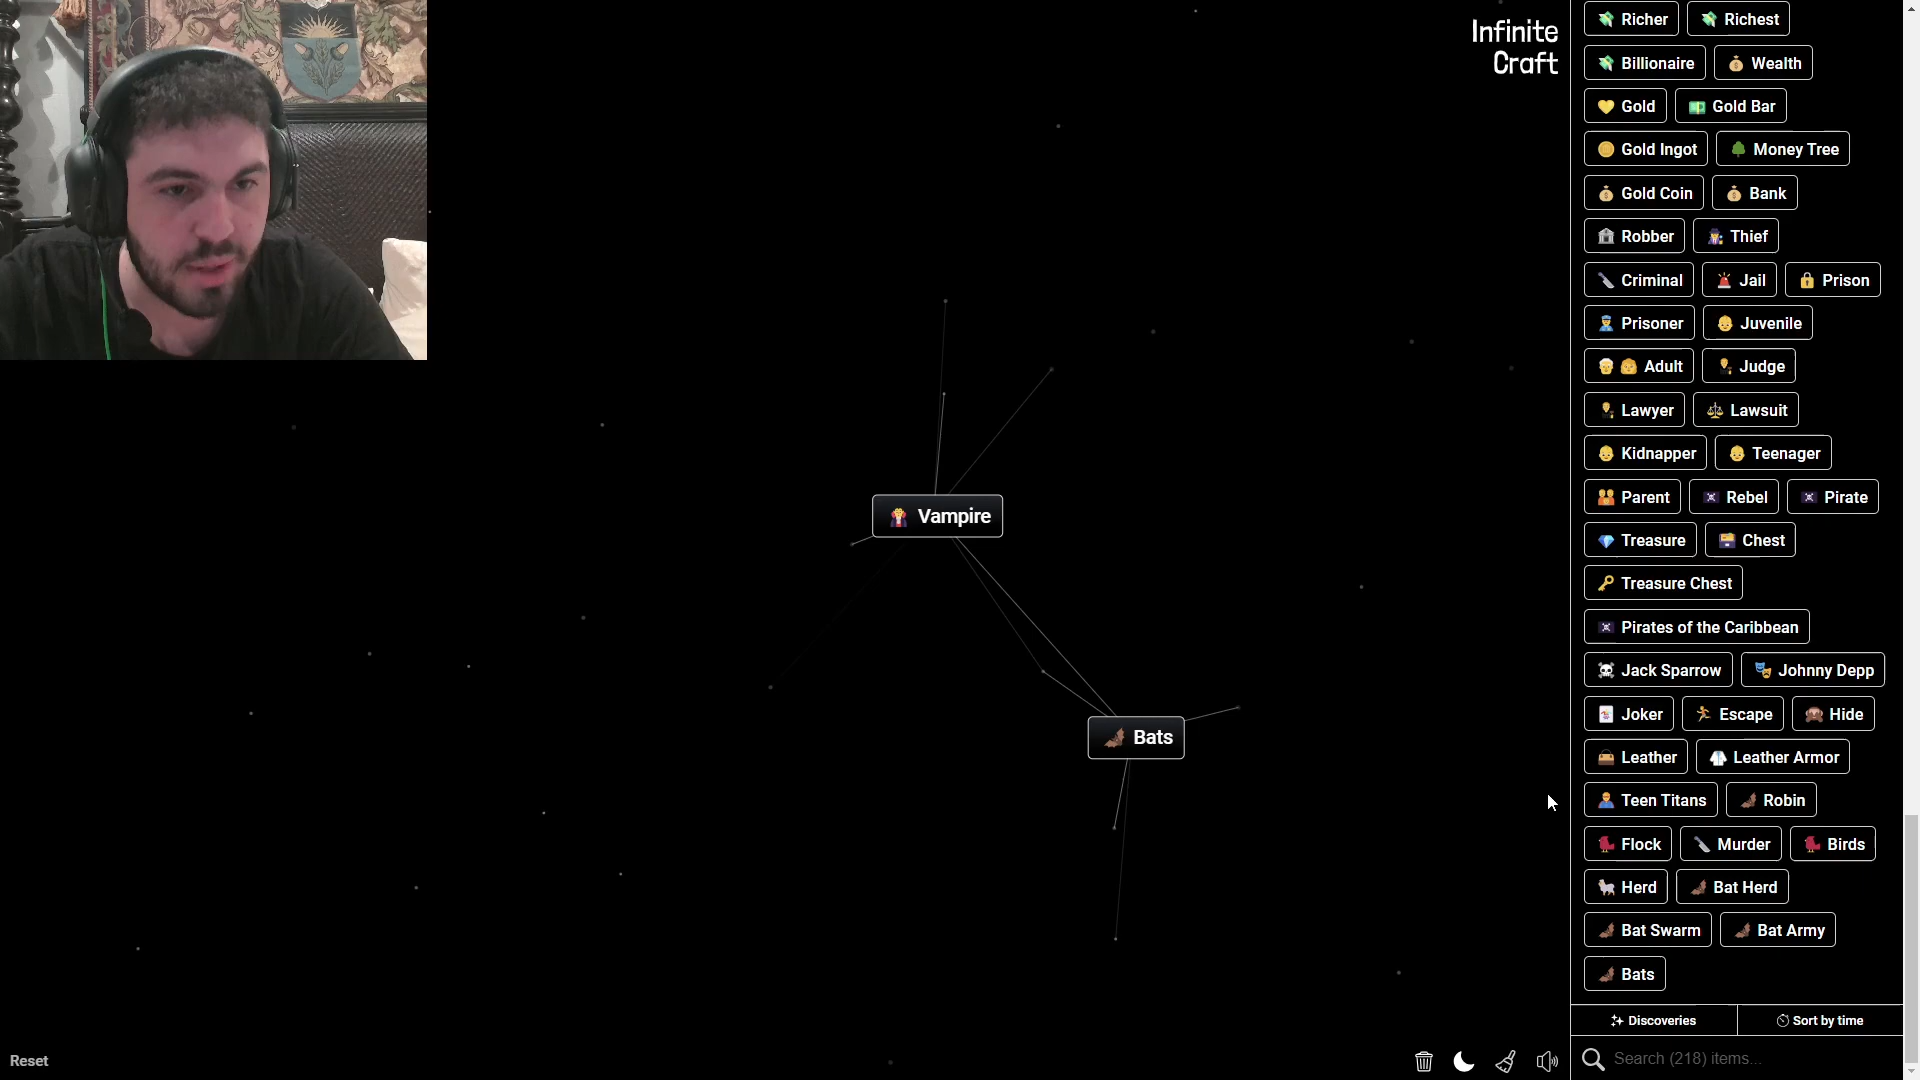 Infinite
Craft
Vampire
Bats
Reset
Richer Richest
Billionaire Wealth
Gold Gold Bar
Gold Ingot Money Tree
Gold Coin Bank
Robber Thief
Criminal Jail Prison
Prisoner Juvenile
Adult Judge
Lawyer Lawsuit
Kidnapper Teenager
Parent Rebel Pirate
Treasure Chest
Treasure Chest
Pirates of the Caribbean
Jack Sparrow Johnny Depp
Joker Escape Hide
Leather Leather Armor
Teen Titans Robin
Flock Murder Birds
Herd Bat Herd
Bat Swarm Bat Army
Bats
Discoveries Sort by time
Search (218) items...